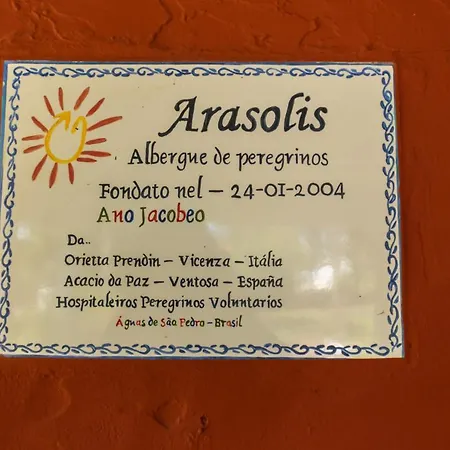 Arasolis
Albergue de peregrinos
Fondato nel – 24-01-2004
Ano Jacobeo
Da..
Orietta Prendin – Vicenza – Itália
Acacio da Paz – Ventosa – España
Hospitaleiros Peregrinos Voluntarios
Águas de São Pedro – Brasil